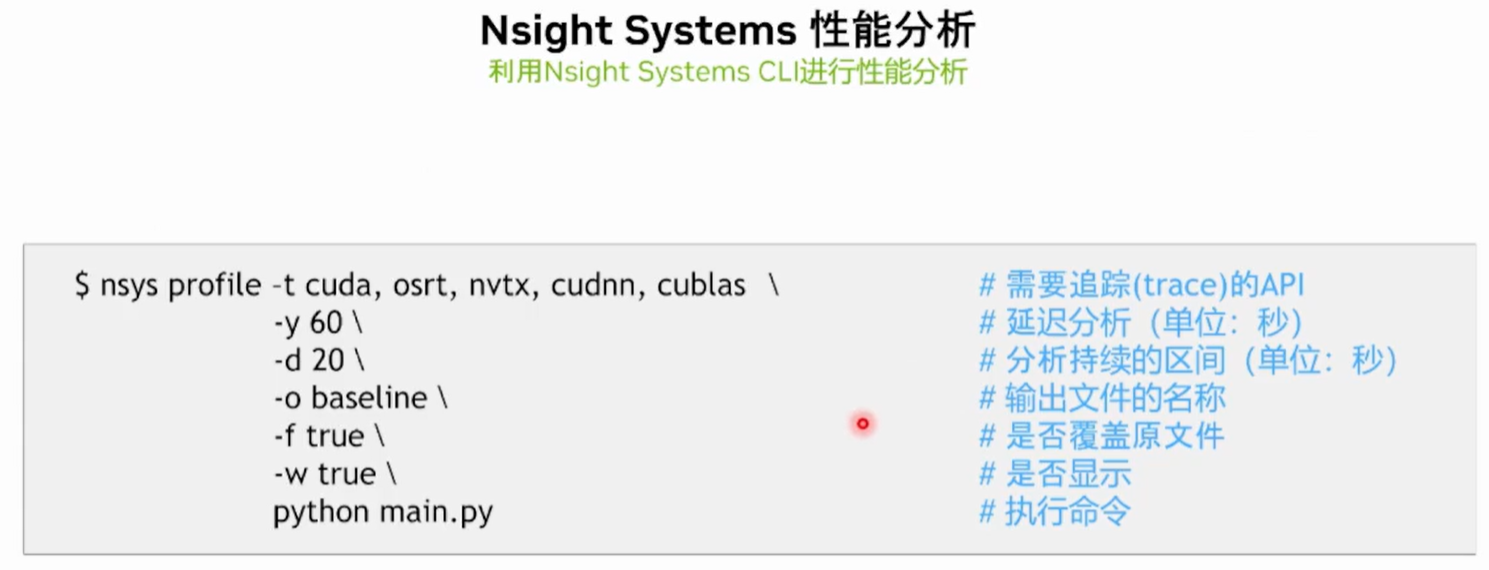 Nsight Systems 性能分析
利用Nsight Systems CLI进行性能分析
$ nsys profile -t cuda, osrt, nvtx, cudnn, cublas \ # 需要追踪(trace)的API
-y 60 \ # 延迟分析（单位：秒）
-d 20 \ # 分析持续的区间（单位：秒）
-o baseline \ # 输出文件的名称
-f true \ # 是否覆盖原文件
-w true \ # 是否显示
python main.py # 执行命令